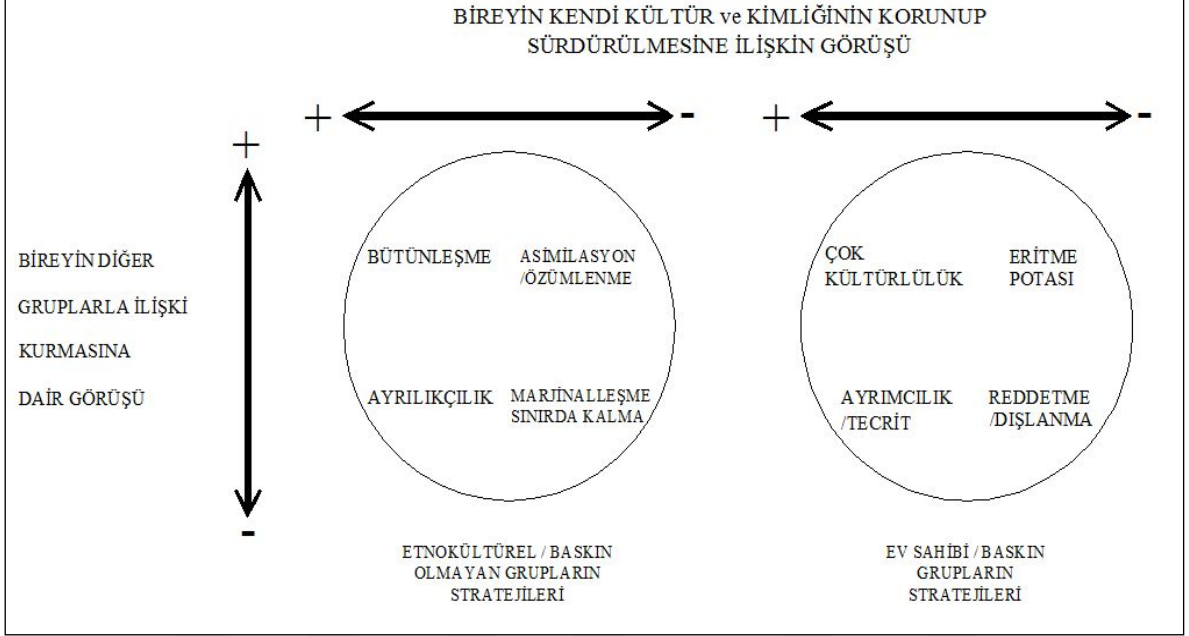 BİREYİN KENDİ KÜLTÜR ve KİMLİĞİNİN KORUNUP
SÜRDÜRÜLMESİNE İLİŞKİN GÖRÜŞÜ
+ - + -
+
BİREYİN DİĞER
GRUPLARLA İLİŞKİ
KURMASINA
DAİR GÖRÜŞÜ
-
BÜTÜNLEŞME
ASİMİLASYON
/ÖZÜMLENME
AYRILIKÇILIK
MARJİNALLEŞME
SINIRDA KALMA
ÇOK
KÜLTÜRLÜLÜK
ERİTME
POTASI
AYRIMCILIK
/TECRİT
REDDETME
/DIŞLANMA
ETNOKÜLTÜREL / BASKIN
OLMAYAN GRUPLARIN
STRATEJİLERİ
EV SAHİBİ / BASKIN
GRUPLARIN
STRATEJİLERİ